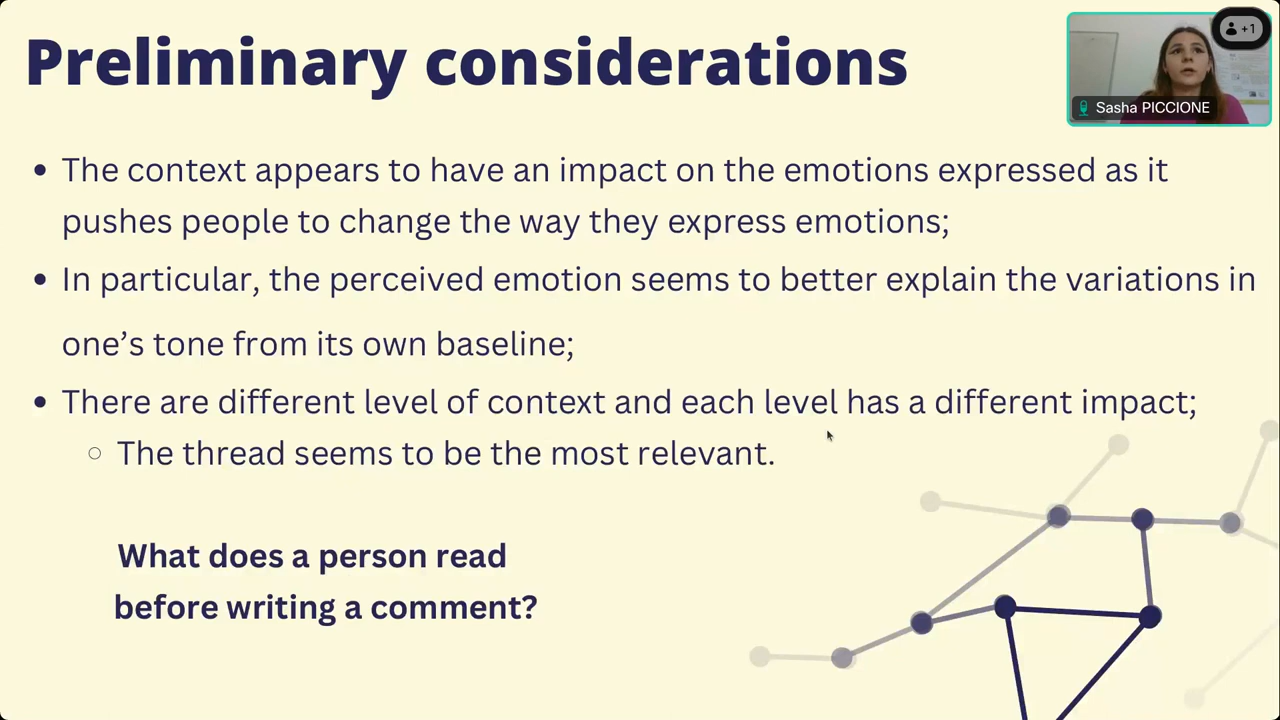 Preliminary considerations
+1
Sasha PICCIONE
• The context appears to have an impact on the emotions expressed as it
pushes people to change the way they express emotions;
• In particular, the perceived emotion seems to better explain the variations in
one’s tone from its own baseline;
• There are different level of context and each level has a different impact;
○ The thread seems to be the most relevant.
What does a person read
before writing a comment?